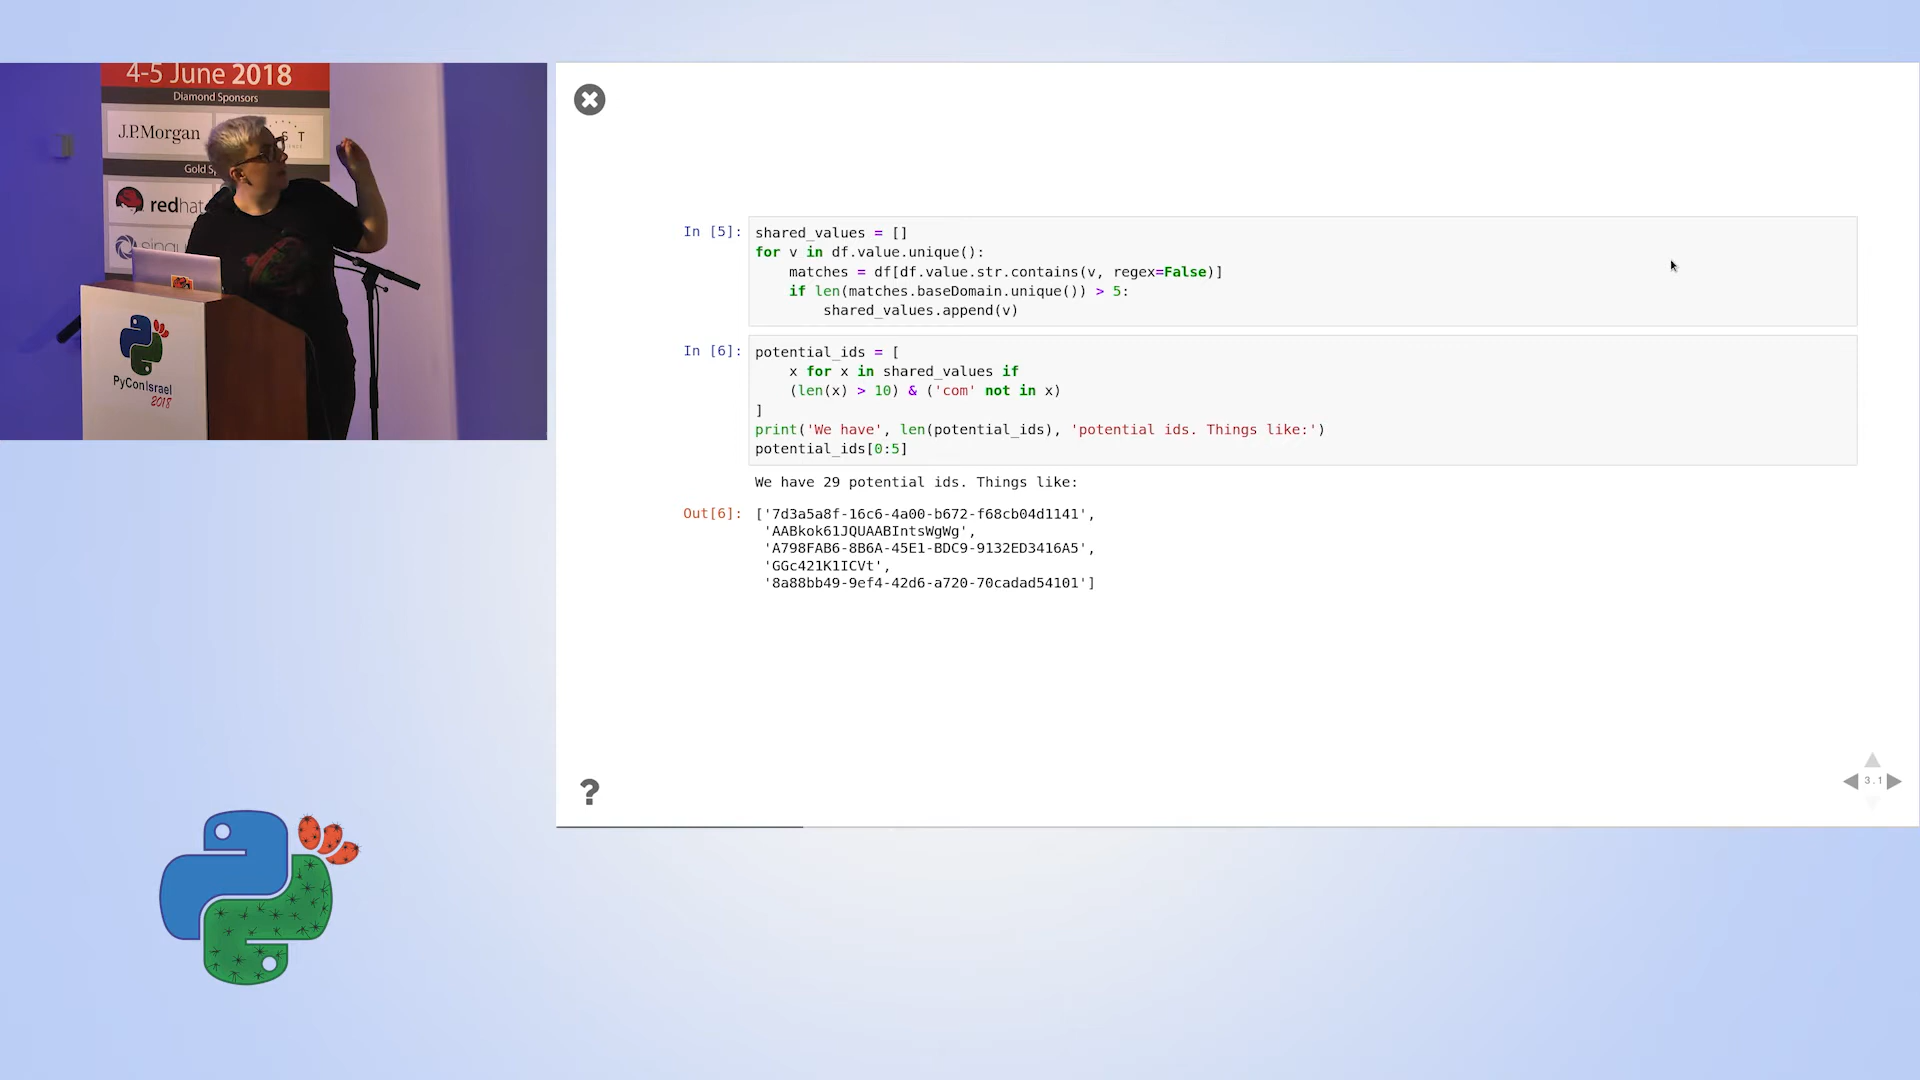 4-5 June 2018
Diamond Sponsors
J.P.Morgan
S T
Gold
redhat
PyConIsrael
2018
In [5]:
shared_values = []
for v in df.value.unique():
    matches = df[df.value.str.contains(v, regex=False)]
    if len(matches.baseDomain.unique()) > 5:
        shared_values.append(v)
In [6]:
potential_ids = [
    x for x in shared_values if
    (len(x) > 10) & ('com' not in x)
]
print('We have', len(potential_ids), 'potential ids. Things like:')
potential_ids[0:5]
We have 29 potential ids. Things like:
Out[6]:
['7d3a5a8f-16c6-4a00-b672-f68cb04d1141',
 'AABkok61JQUAABIntsWgWg',
 'A798FAB6-8B6A-45E1-BDC9-9132ED3416A5',
 'GGc421K1ICVt',
 '8a88bb49-9ef4-42d6-a720-70cadad54101']
?
3.1